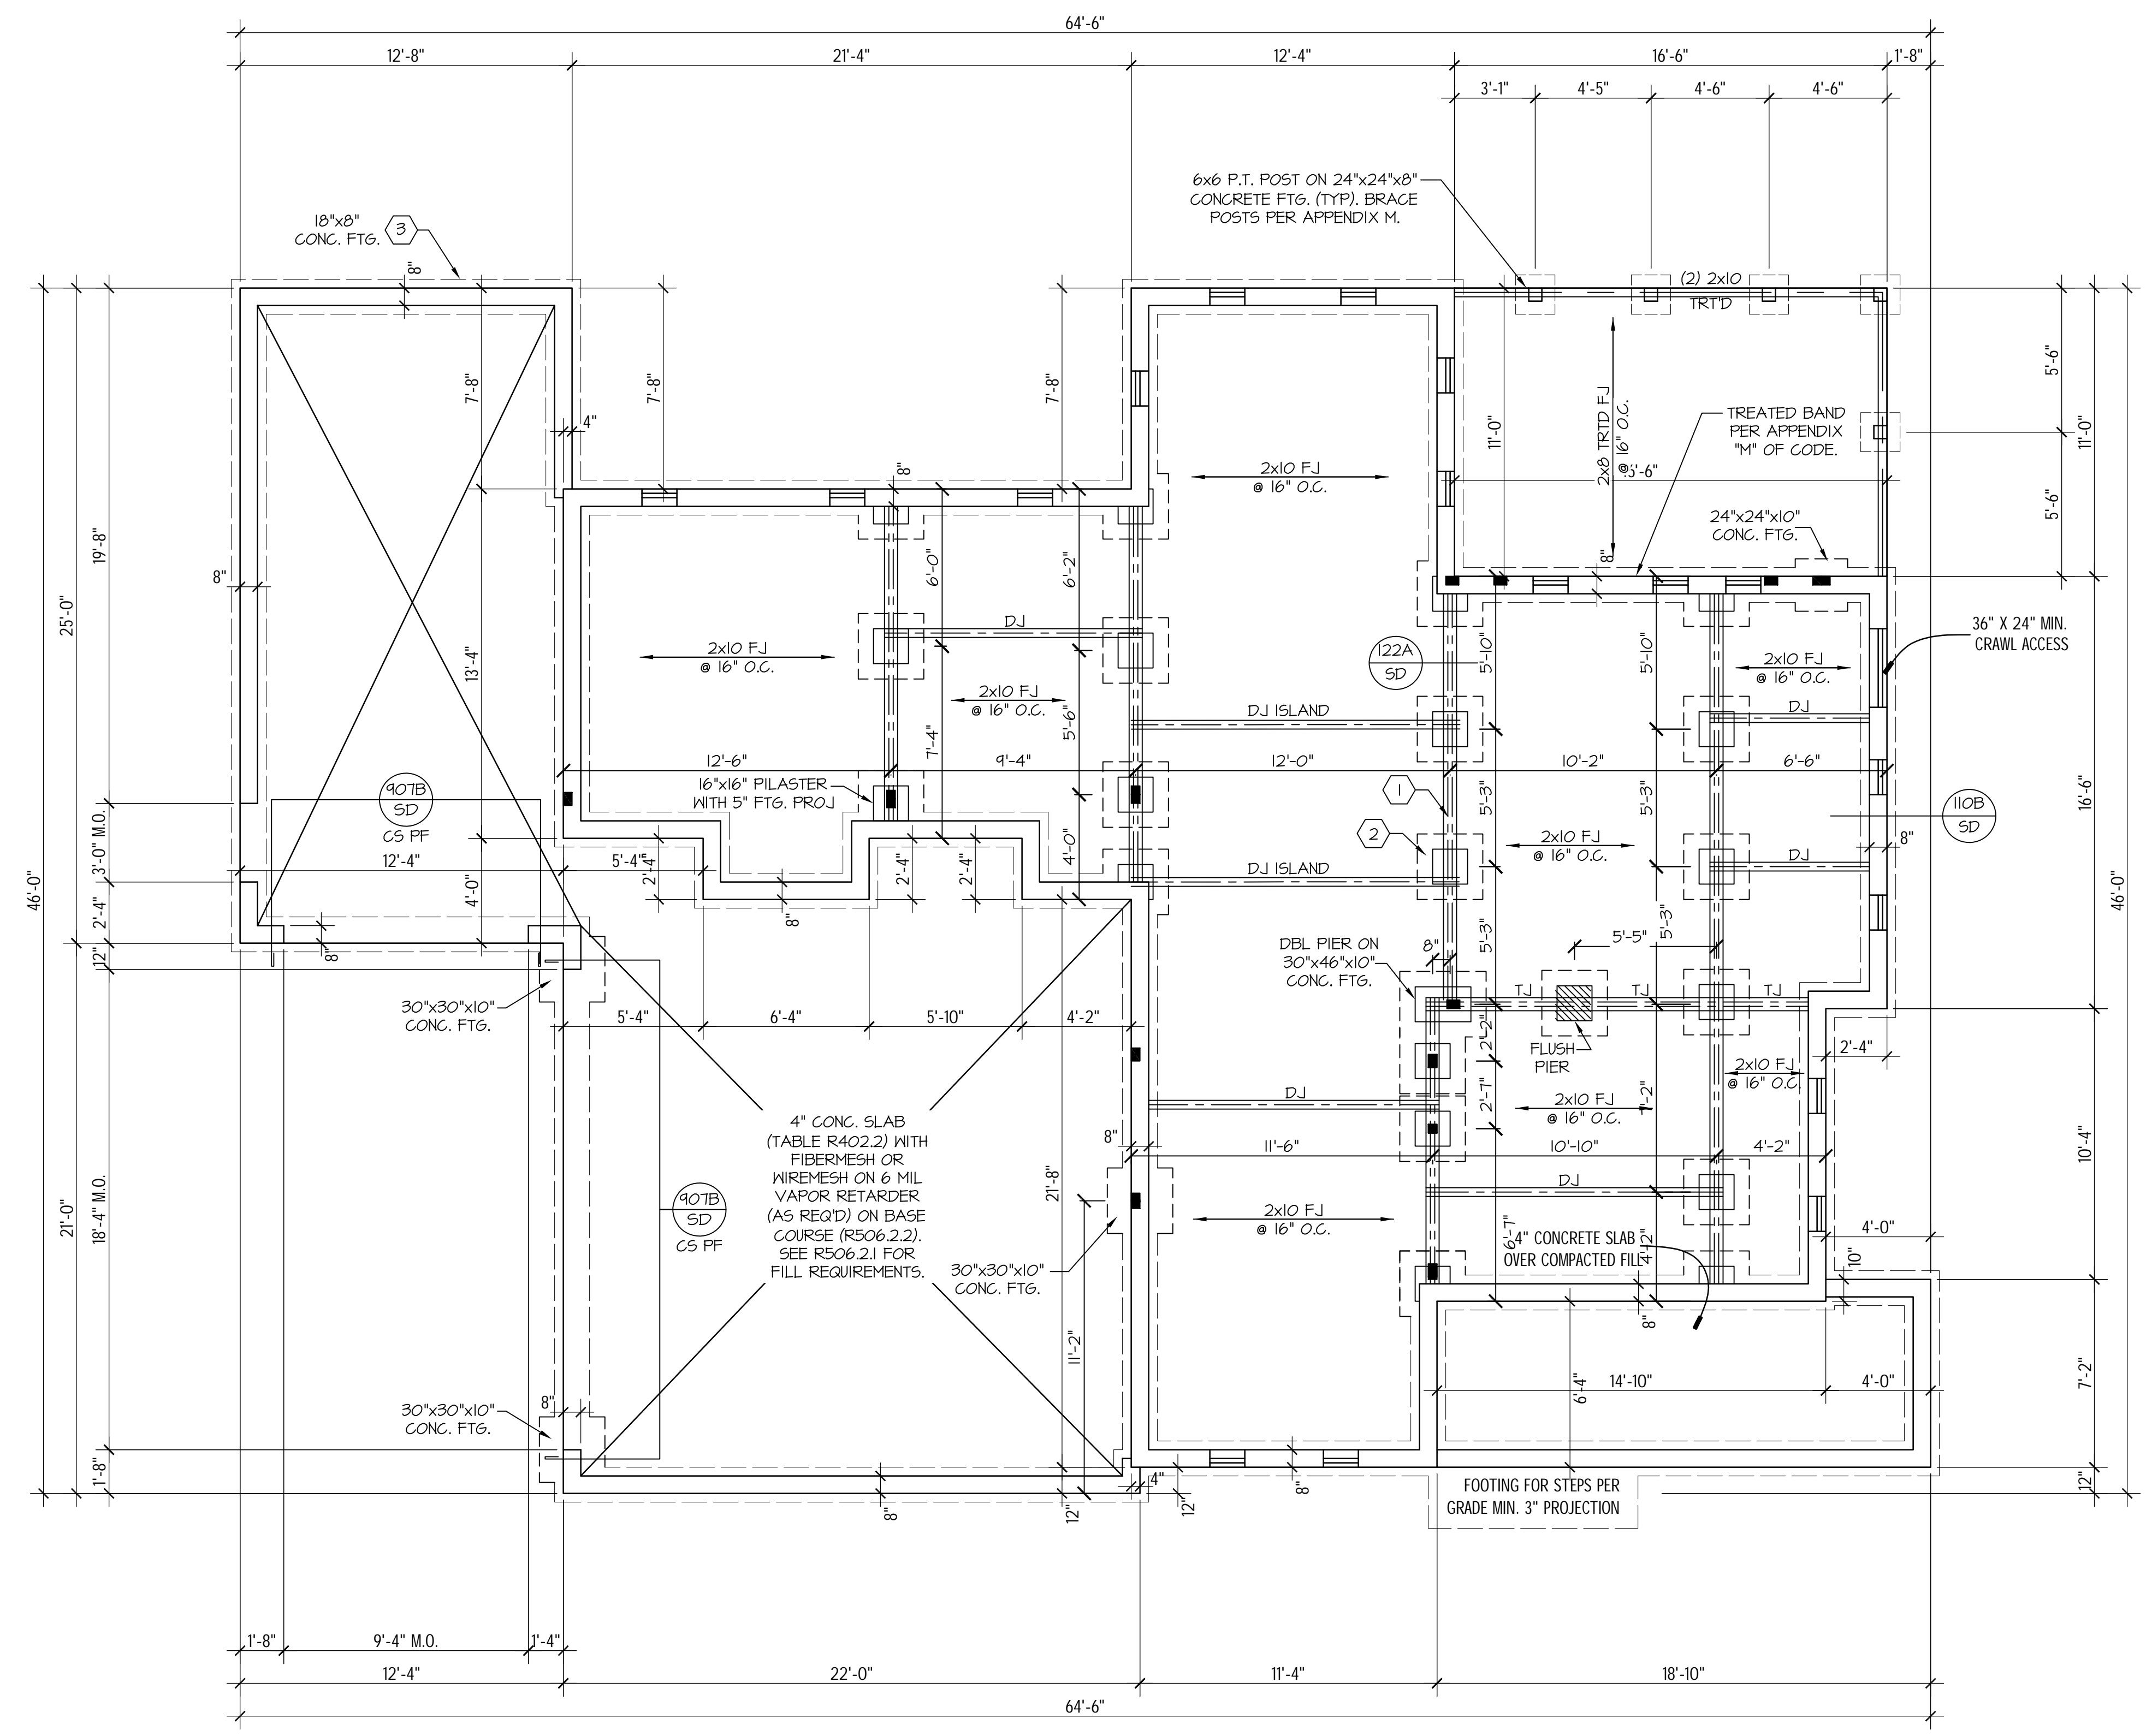 64'-6"
12'-8"
21'-4"
12'-4"
16'-6"
1'-8"
3'-1"
4'-5"
4'-6"
4'-6"
6x6 P.T. POST ON 24"x24"x8"
CONCRETE FTG. (TYP). BRACE
POSTS PER APPENDIX M.
18"x8"
CONC. FTG.
3
8"
(2) 2x10
TRT'D
7'-8"
7'-8"
7'-8"
4"
8"
2x10 FJ
@ 16" O.C.
11'-0"
2x8 TRTD FJ
@ 16" O.C.
TREATED BAND
PER APPENDIX
"M" OF CODE.
5'-6"
11'-0"
5'-6"
24"x24"x10"
CONC. FTG.
8"
19'-8"
25'-0"
46'-0"
8"
6'-0"
6'-2"
DJ
13'-4"
2x10 FJ
@ 16" O.C.
2x10 FJ
@ 16" O.C.
7'-4"
5'-6"
122A
SD
5'-10"
5'-10"
2x10 FJ
@ 16" O.C.
36" X 24" MIN.
CRAWL ACCESS
DJ ISLAND
DJ
12'-6"
9'-4"
12'-0"
10'-2"
6'-6"
16"x16" PILASTER
WITH 5" FTG. PROJ
907B
SD
CS PF
1
2
5'-3"
5'-3"
16'-6"
110B
SD
8"
3'-0" M.O.
12'-4"
5'-4"
2'-4"
2'-4"
2'-4"
4'-0"
4'-0"
DJ ISLAND
2x10 FJ
@ 16" O.C.
DJ
46'-0"
2'-4"
8"
8"
12"
DBL PIER ON
30"x46"x10"
CONC. FTG.
8"
5'-3"
5'-5"
5'-3"
30"x30"x10"
CONC. FTG.
5'-4"
6'-4"
5'-10"
4'-2"
TJ
TJ
TJ
2'-2"
FLUSH
PIER
2'-4"
2x10 FJ
@ 16" O.C.
DJ
2'-7"
2x10 FJ
@ 16" O.C.
4" CONC. SLAB
(TABLE R402.2) WITH
FIBERMESH OR
WIREMESH ON 6 MIL
VAPOR RETARDER
(AS REQ'D) ON BASE
COURSE (R506.2.2).
SEE R506.2.1 FOR
FILL REQUIREMENTS.
8"
11'-6"
10'-10"
4'-2"
10'-4"
18'-4" M.O.
21'-0"
907B
SD
CS PF
21'-8"
DJ
2x10 FJ
@ 16" O.C.
6'-7"
4" CONCRETE SLAB
OVER COMPACTED FILL
4'-2"
4'-0"
10"
30"x30"x10"
CONC. FTG.
8"
11'-2"
6'-4"
14'-10"
4'-0"
7'-2"
30"x30"x10"
CONC. FTG.
8"
1'-8"
8"
12"
4"
12"
8"
FOOTING FOR STEPS PER
GRADE MIN. 3" PROJECTION
12"
1'-8"
9'-4" M.O.
1'-4"
12'-4"
22'-0"
11'-4"
18'-10"
64'-6"